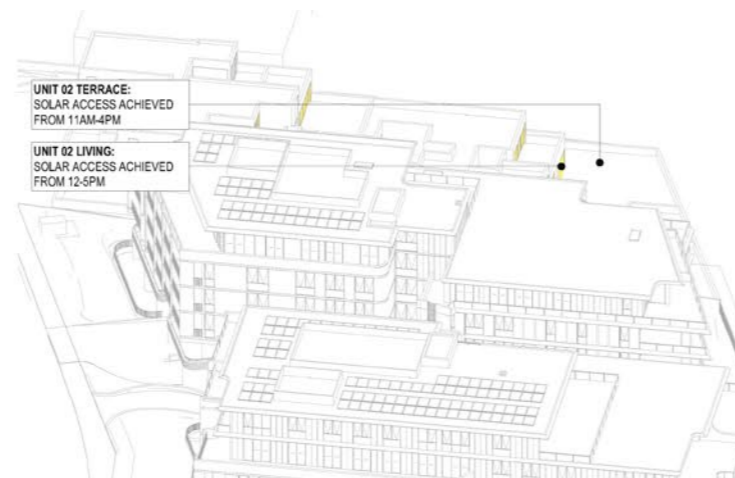 UNIT 02 TERRACE:
SOLAR ACCESS ACHIEVED
FROM 11AM-4PM
UNIT 02 LIVING:
SOLAR ACCESS ACHIEVED
FROM 12-5PM